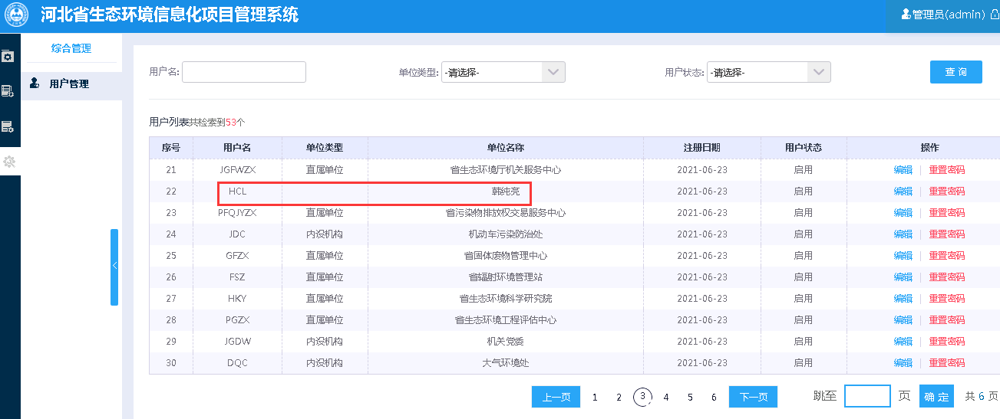 河北省生态环境信息化项目管理系统 管理员(admin)
综合管理
用户管理
用户名: 单位类型: -请选择- 用户状态: -请选择- 查 询
用户列表共检索到53个
序号 用户名 单位类型 单位名称 注册日期 用户状态 操作
21 JGFWZX 直属单位 省生态环境厅机关服务中心 2021-06-23 启用 编辑 重置密码
22 HCL 韩纯亮 2021-06-23 启用 编辑 重置密码
23 PFQJYZX 直属单位 省污染物排放权交易服务中心 2021-06-23 启用 编辑 重置密码
24 JDC 内设机构 机动车污染防治处 2021-06-23 启用 编辑 重置密码
25 GFZX 直属单位 省固体废物管理中心 2021-06-23 启用 编辑 重置密码
26 FSZ 直属单位 省辐射环境管理站 2021-06-23 启用 编辑 重置密码
27 HKY 直属单位 省生态环境科学研究院 2021-06-23 启用 编辑 重置密码
28 PGZX 直属单位 省生态环境工程评估中心 2021-06-23 启用 编辑 重置密码
29 JGDW 内设机构 机关党委 2021-06-23 启用 编辑 重置密码
30 DQC 内设机构 大气环境处 2021-06-23 启用 编辑 重置密码
上一页 1 2 3 4 5 6 下一页 跳至 页 确 定 共 6 页